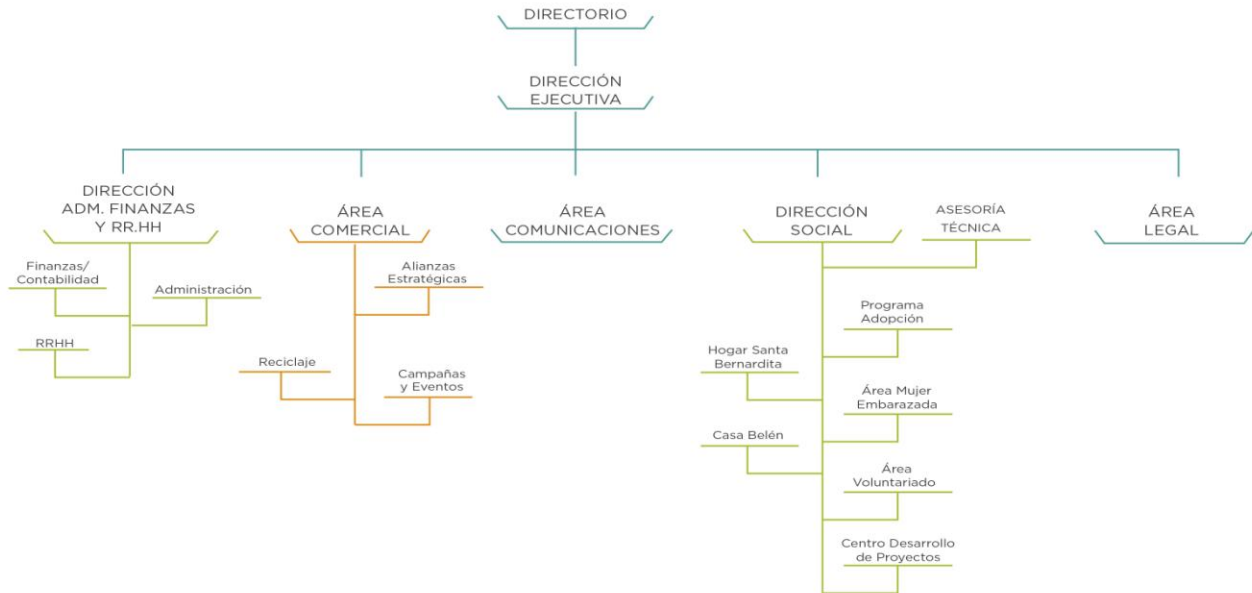 DIRECTORIO
DIRECCIÓN
EJECUTIVA
DIRECCIÓN
ADM. FINANZAS
Y RR.HH
ÁREA
COMERCIAL
ÁREA
COMUNICACIONES
DIRECCIÓN
SOCIAL
ASESORÍA
TÉCNICA
ÁREA
LEGAL
Finanzas/
Contabilidad
Administración
RRHH
Alianzas
Estratégicas
Reciclaje
Campañas
y Eventos
Programa
Adopción
Hogar Santa
Bernardita
Área Mujer
Embarazada
Casa Belén
Área
Voluntariado
Centro Desarrollo
de Proyectos